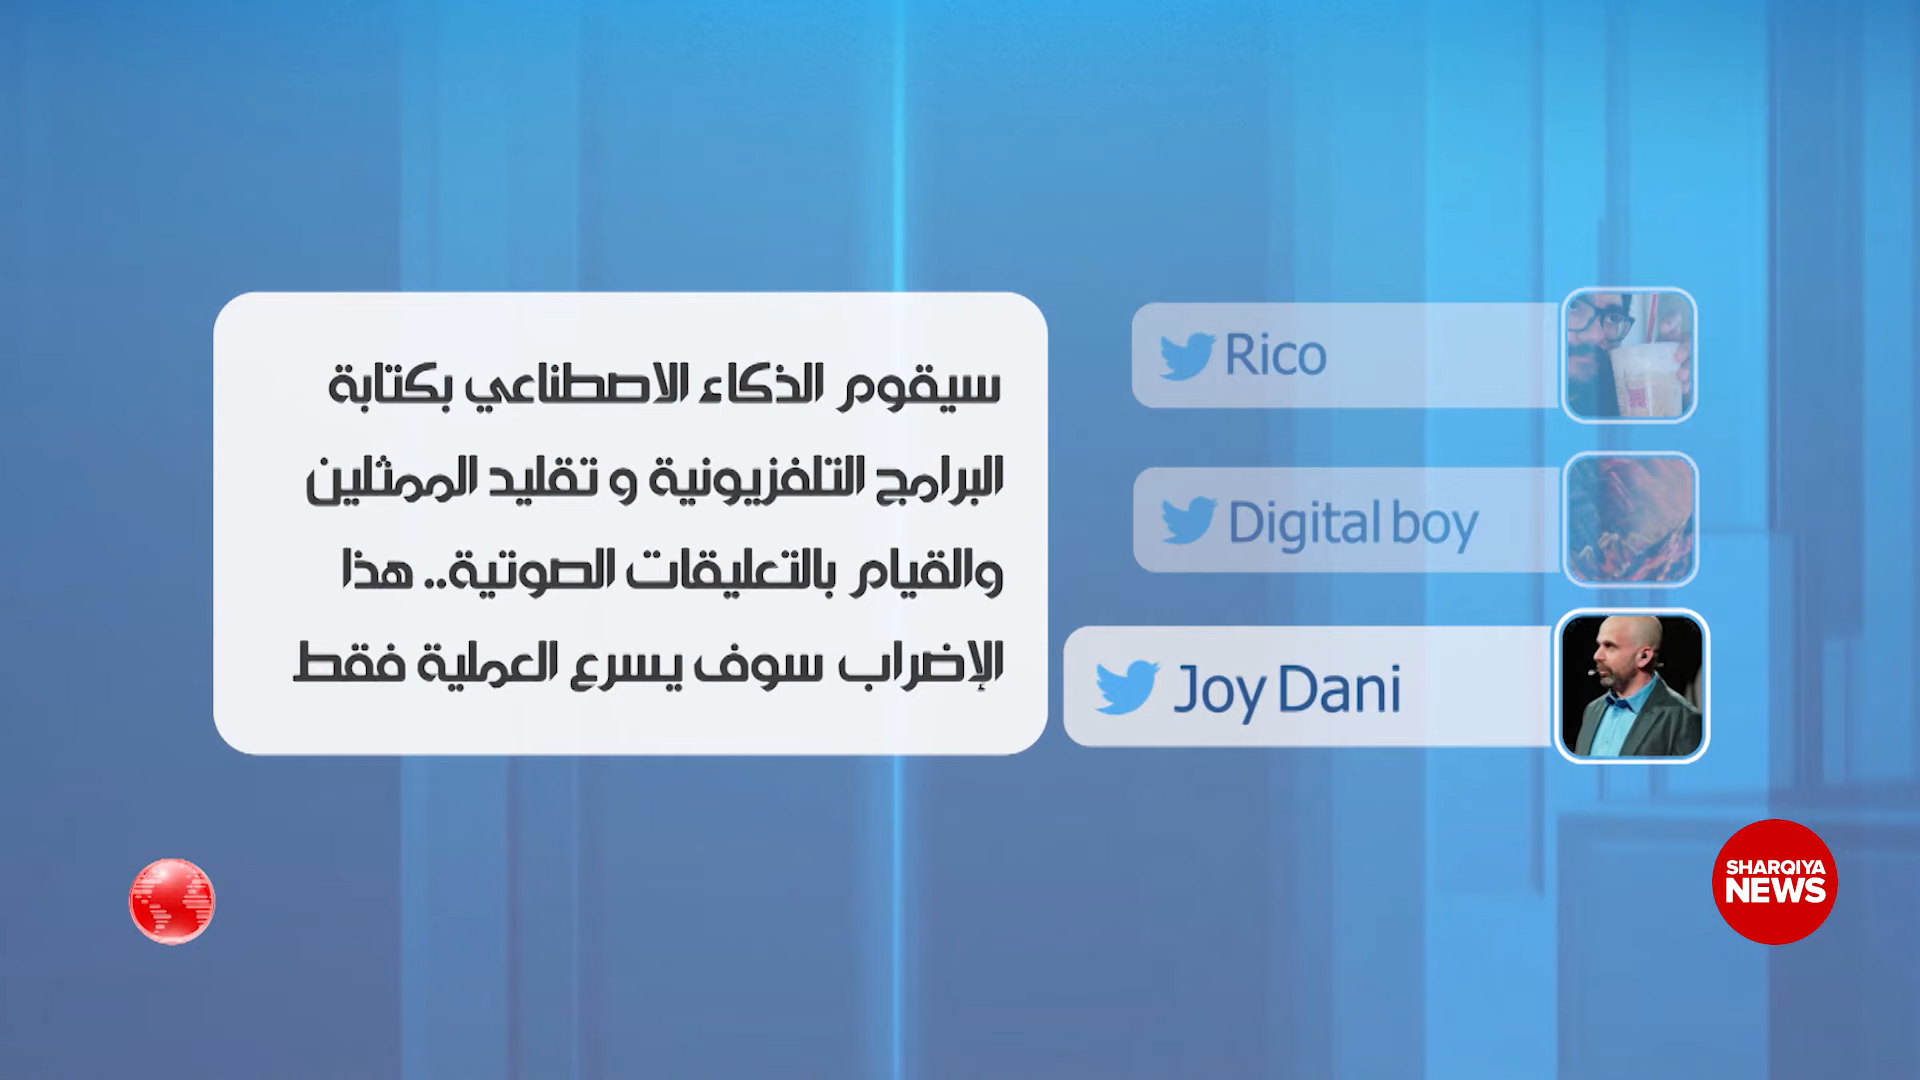 سيقوم الذكاء الاصطناعي بكتابة
البرامج التلفزيونية و تقليد الممثلين
والقيام بالتعليقات الصوتية.. هذا
الإضراب سوف يسرع العملية فقط
Rico
Digital boy
Joy Dani
SHARQIYA
NEWS